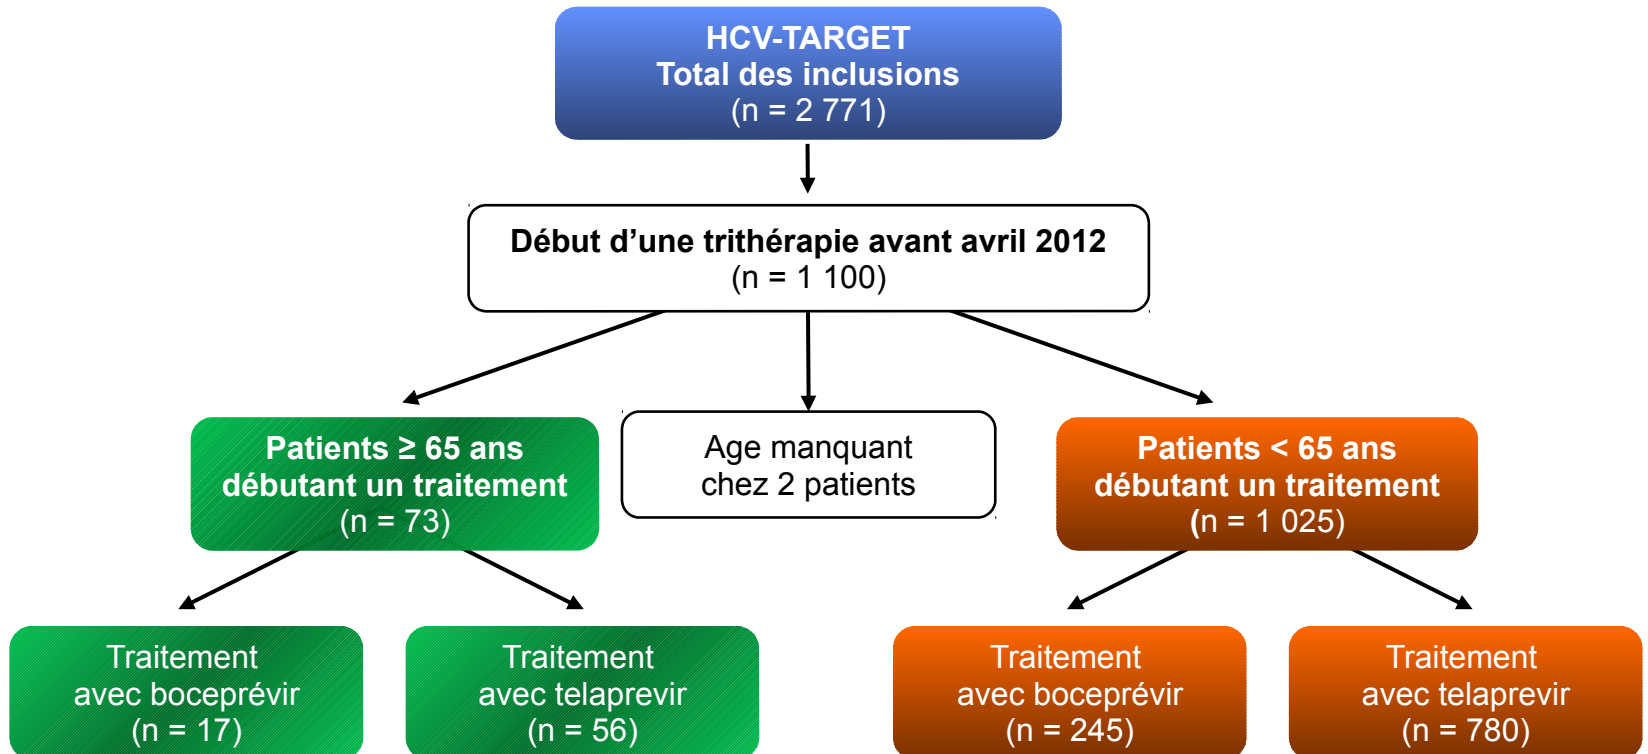 HCV-TARGET
Total des inclusions
(n = 2 771)
Début d’une trithérapie avant avril 2012
(n = 1 100)
Patients ≥ 65 ans
débutant un traitement
(n = 73)
Age manquant
chez 2 patients
Patients < 65 ans
débutant un traitement
(n = 1 025)
Traitement
avec boceprévir
(n = 17)
Traitement
avec telaprevir
(n = 56)
Traitement
avec boceprévir
(n = 245)
Traitement
avec telaprevir
(n = 780)